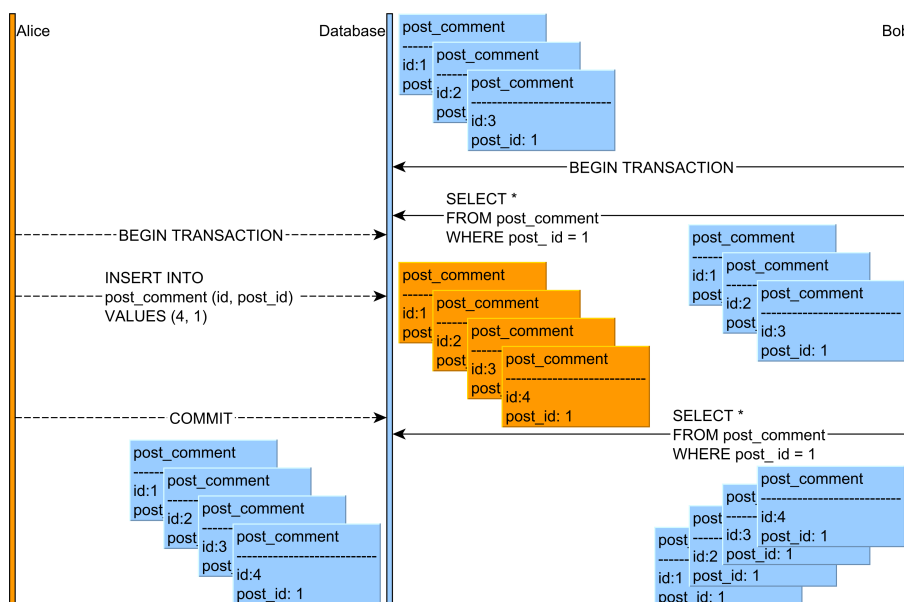 Alice
Database
Bob
post_comment
------
id:1
post
post_comment
------
id:2
post_
post_comment
----------------------------
id:3
post_id: 1
BEGIN TRANSACTION
SELECT *
FROM post_comment
WHERE post_ id = 1
BEGIN TRANSACTION
post_comment
------
id:1
post
post_comment
------
id:2
post
post_comment
----------------------------
id:3
post_id: 1
INSERT INTO
post_comment (id, post_id)
VALUES (4, 1)
post_comment
------
id:1
post
post_comment
------
id:2
post
post_comment
------
id:3
post
post_comment
----------------------------
id:4
post_id: 1
COMMIT
SELECT *
FROM post_comment
WHERE post_ id = 1
post_comment
------
id:1
post
post_comment
------
id:2
post
post_comment
------
id:3
post_
post_comment
----------------------------
id:4
post_id: 1
post_comment
----------------------------
id:4
post_id: 1
post
------
id:3
post_id: 1
post
------
id:2
post_id: 1
post
------
id:1
post_id: 1